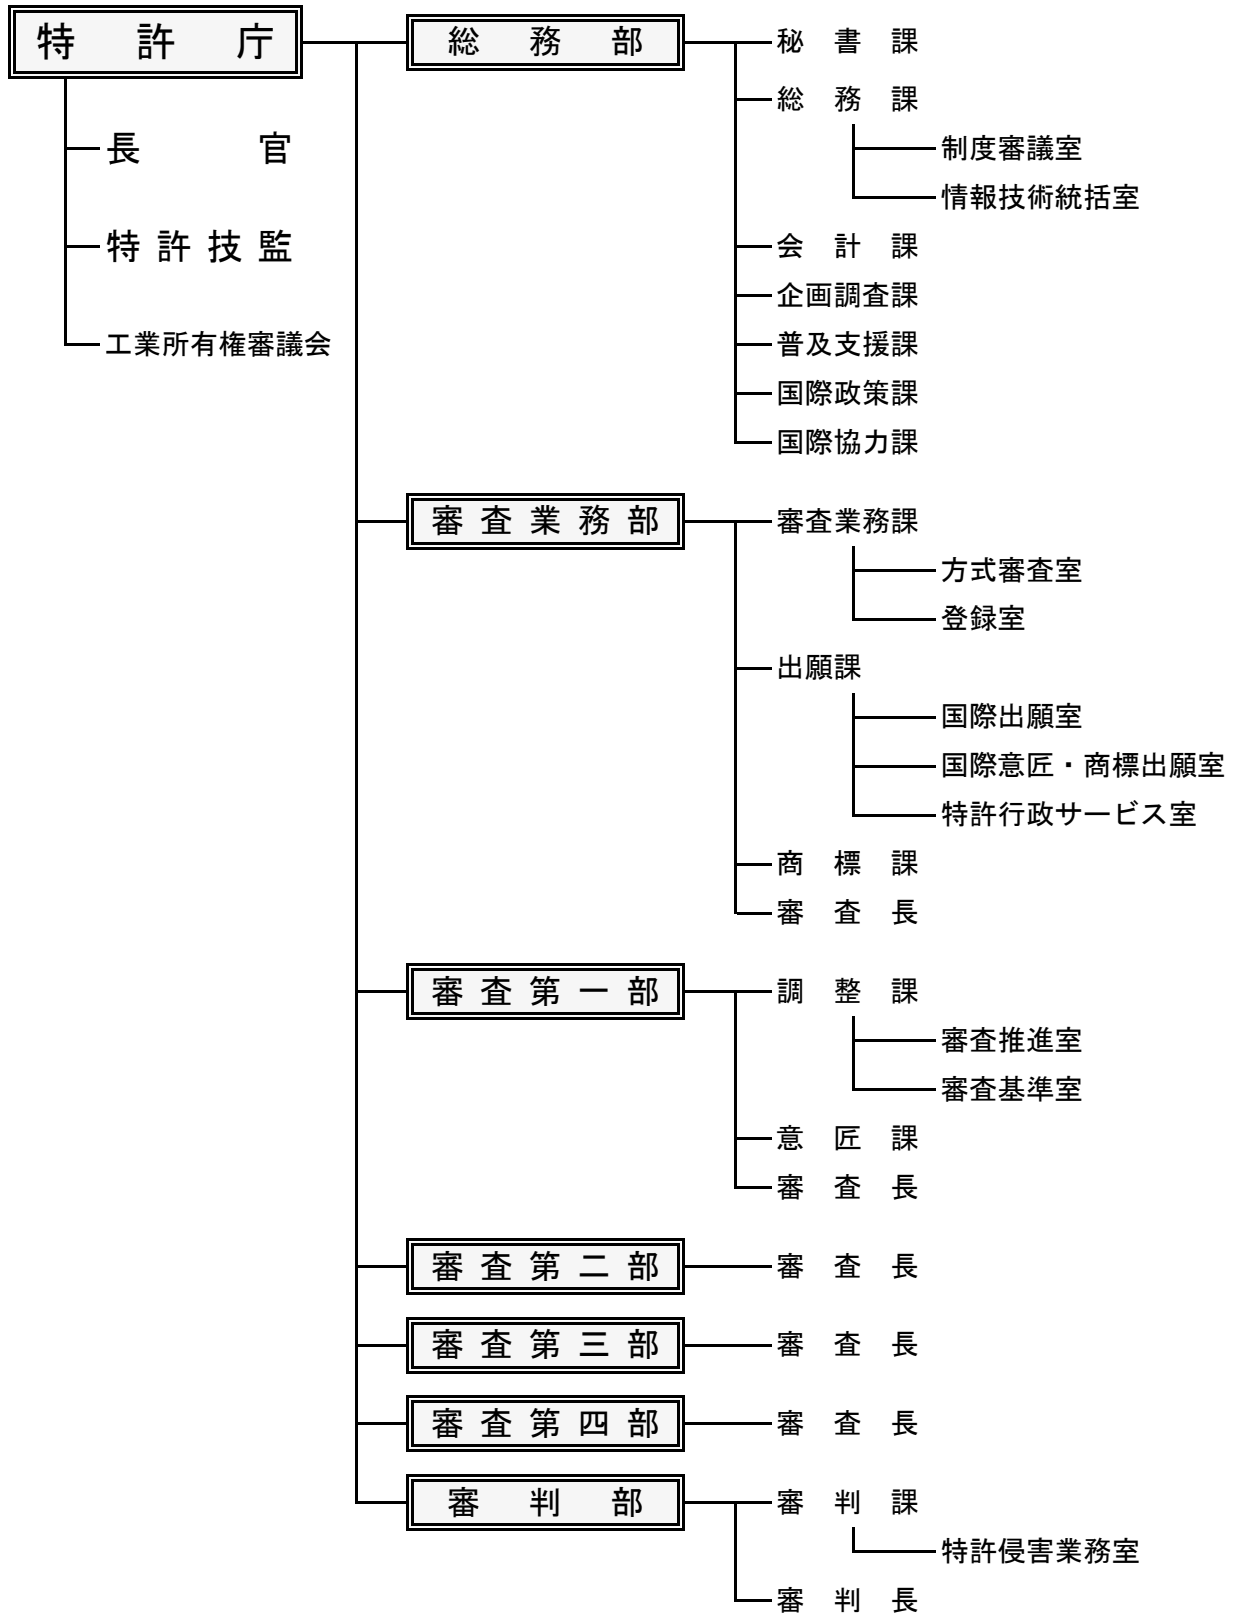 特許庁
長官
特許技監
工業所有権審議会
総務部
秘書課
総務課
制度審議室
情報技術統括室
会計課
企画調査課
普及支援課
国際政策課
国際協力課
審査業務部
審査業務課
方式審査室
登録室
出願課
国際出願室
国際意匠・商標出願室
特許行政サービス室
商標課
審査長
審査第一部
調整課
審査推進室
審査基準室
意匠課
審査長
審査第二部
審査長
審査第三部
審査長
審査第四部
審査長
審判部
審判課
特許侵害業務室
審判長